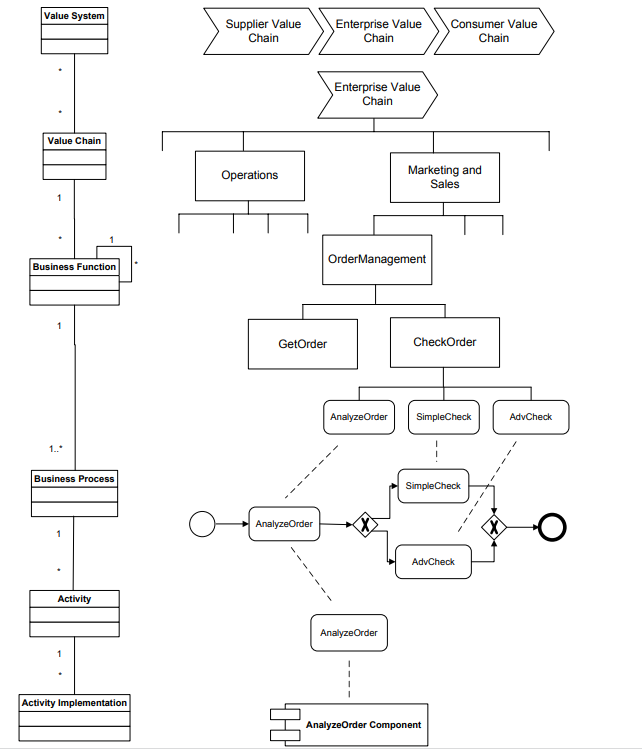 Value System
*
*
Value Chain
1
*
1
*
Business Function
1
1..*
Business Process
1
*
Activity
1
*
Activity Implementation
Supplier Value
Chain
Enterprise Value
Chain
Consumer Value
Chain
Enterprise Value
Chain
Operations
Marketing and
Sales
OrderManagement
GetOrder
CheckOrder
AnalyzeOrder
SimpleCheck
AdvCheck
SimpleCheck
AnalyzeOrder
X
X
AdvCheck
AnalyzeOrder
AnalyzeOrder Component